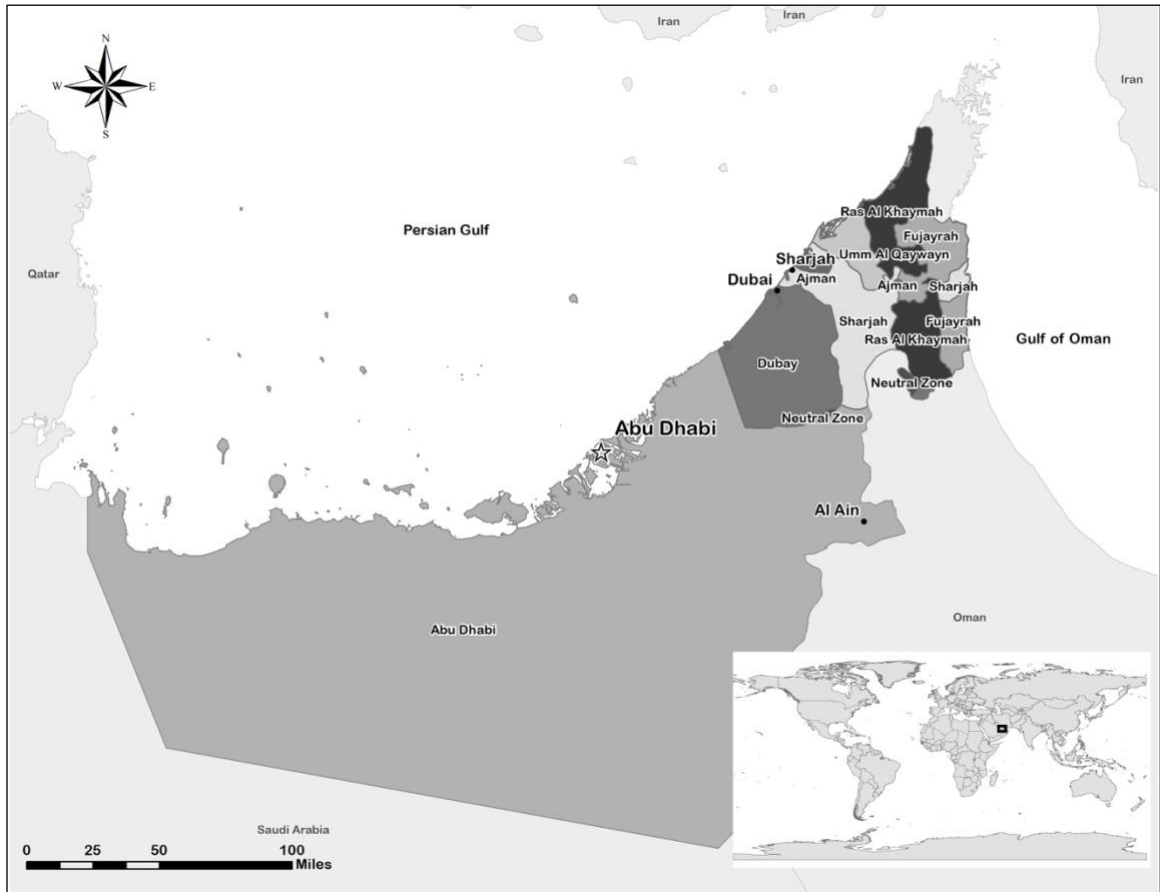 Iran
Iran
Iran
N
W E
S
Qatar
Persian Gulf
Ras Al Khaymah
Fujayrah
Umm Al Qaywayn
Sharjah
Ajman
Dubai
Ajman
Sharjah
Sharjah
Fujayrah
Ras Al Khaymah
Gulf of Oman
Dubay
Neutral Zone
Neutral Zone
Abu Dhabi
Al Ain
Abu Dhabi
Oman
Saudi Arabia
0 25 50 100
Miles